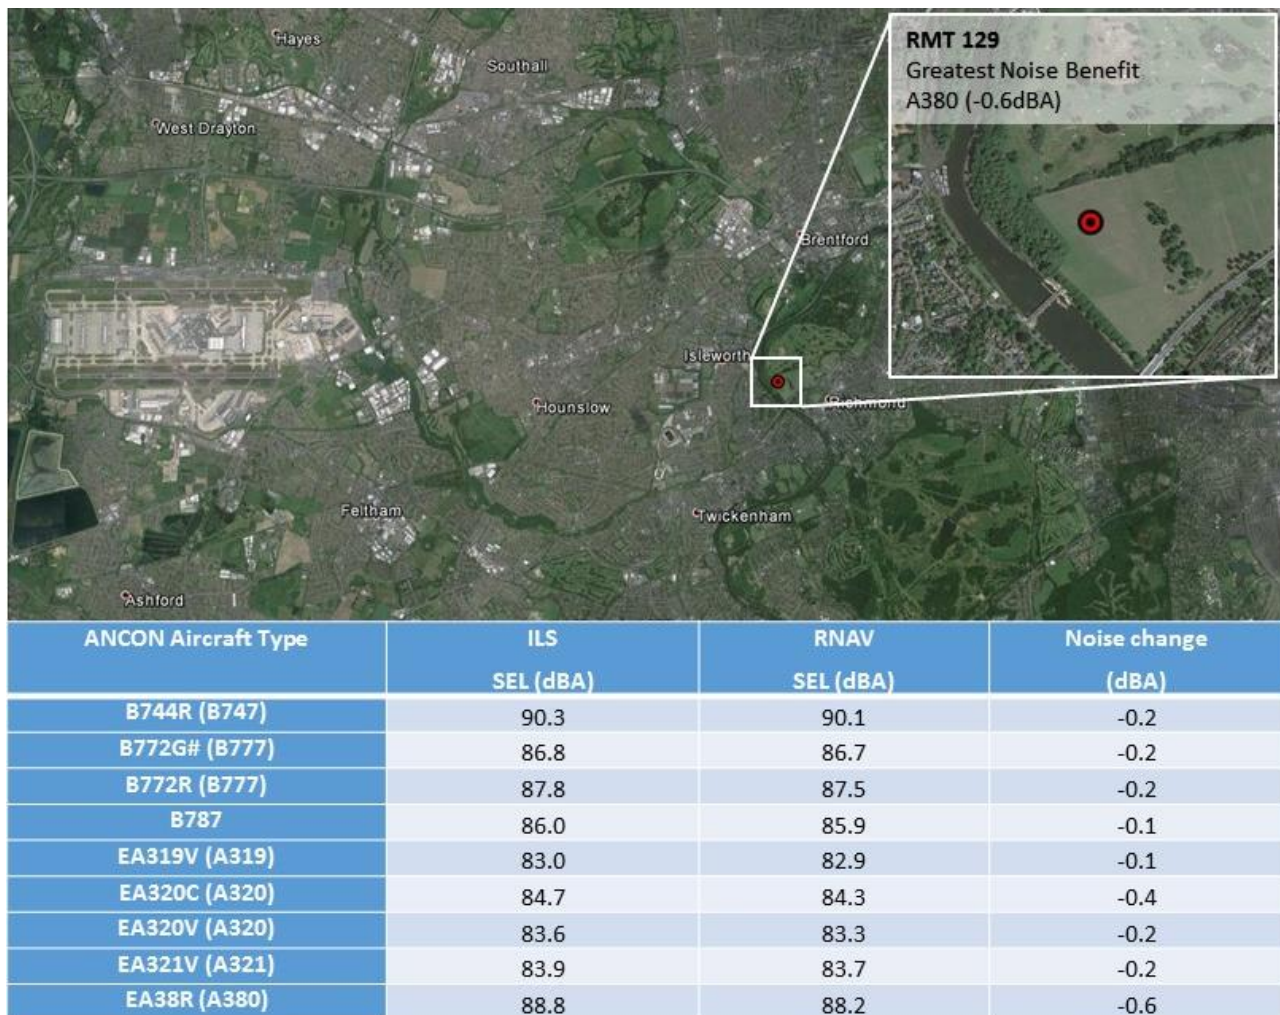 Hayes
Southall
West Drayton
RMT 129
Greatest Noise Benefit
A380 (-0.6dBA)
Brentford
Isleworth
Hounslow
Richmond
Feltham
Twickenham
Ashford
ANCON Aircraft Type ILS RNAV Noise change
SEL (dBA) SEL (dBA) (dBA)
B744R (B747) 90.3 90.1 -0.2
B772G# (B777) 86.8 86.7 -0.2
B772R (B777) 87.8 87.5 -0.2
B787 86.0 85.9 -0.1
EA319V (A319) 83.0 82.9 -0.1
EA320C (A320) 84.7 84.3 -0.4
EA320V (A320) 83.6 83.3 -0.2
EA321V (A321) 83.9 83.7 -0.2
EA38R (A380) 88.8 88.2 -0.6